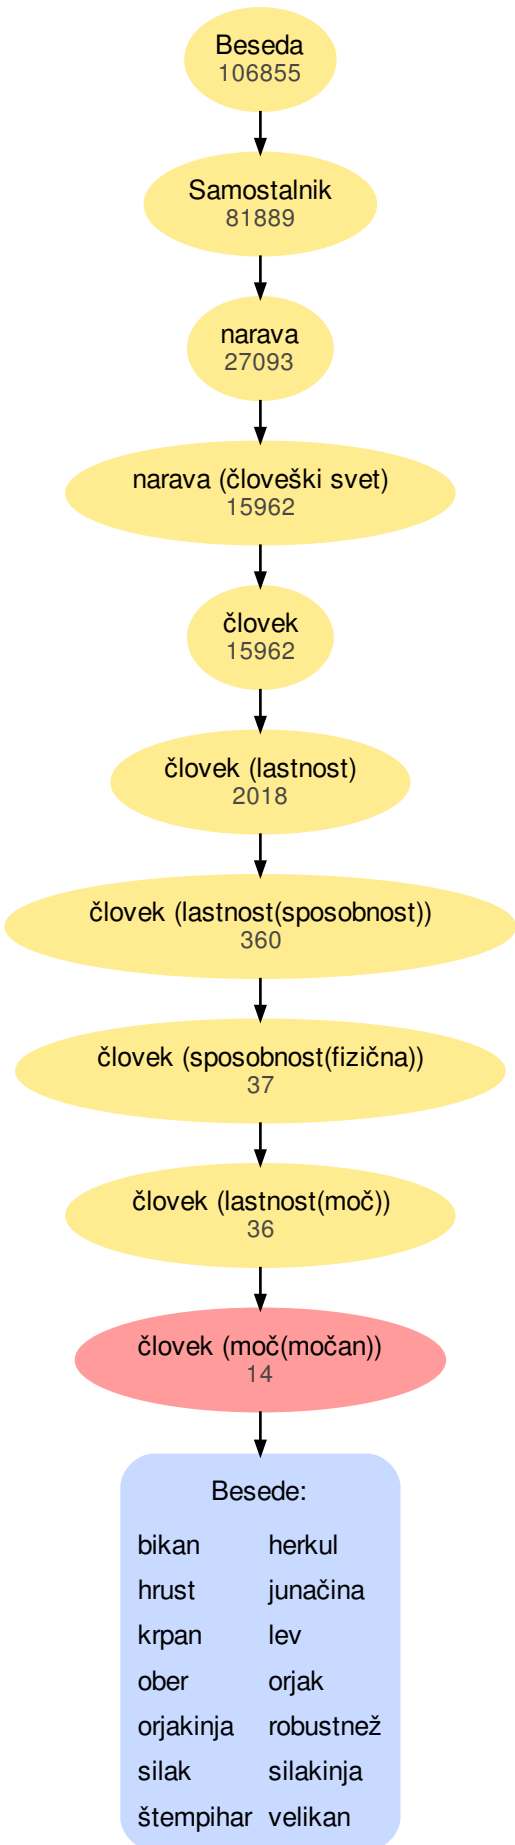 Beseda
106855
Samostalnik
81889
narava
27093
narava (človeški svet)
15962
človek
15962
človek (lastnost)
2018
človek (lastnost(sposobnost))
360
človek (sposobnost(fizična))
37
človek (lastnost(moč))
36
človek (moč(močan))
14
Besede:
bikan herkul
hrust junačina
krpan lev
ober orjak
orjakinja robustnež
silak silakinja
štempihar velikan